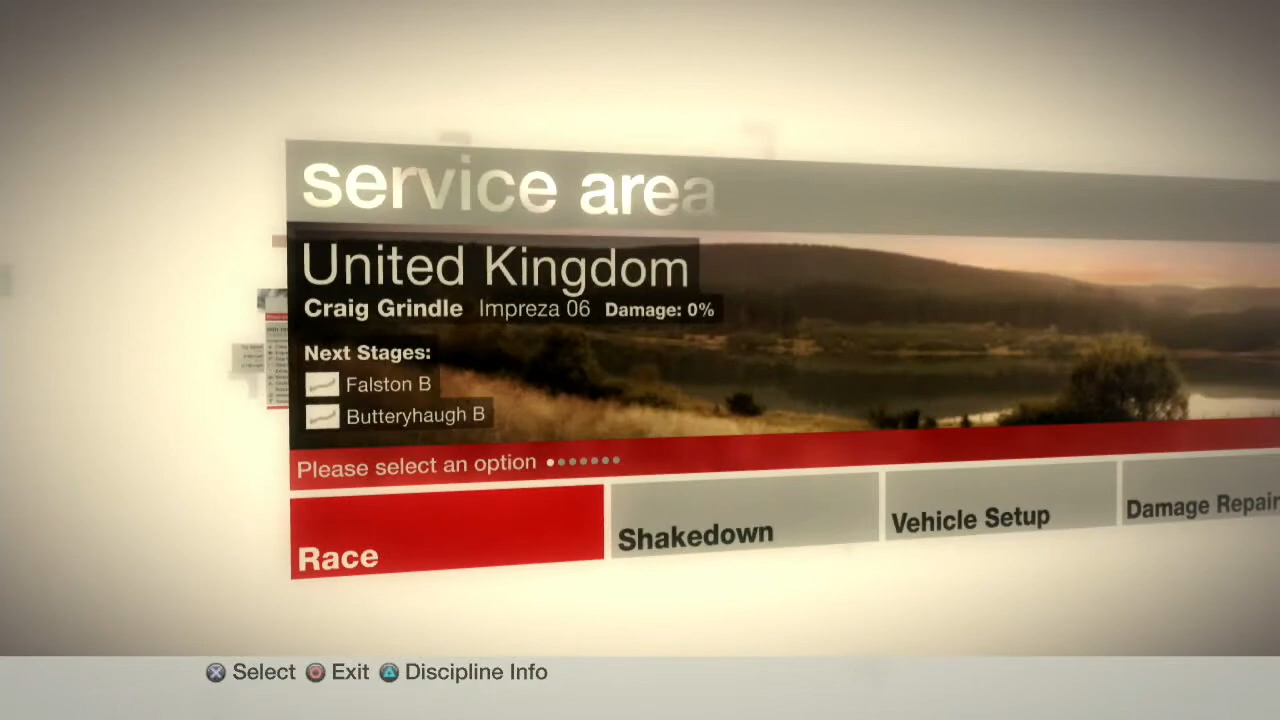 service area
United Kingdom
Craig Grindle Impreza 06 Damage: 0%
Next Stages:
Falston B
Butteryhaugh B
Please select an option
Race
Shakedown
Vehicle Setup
Damage Repair
Select Exit Discipline Info